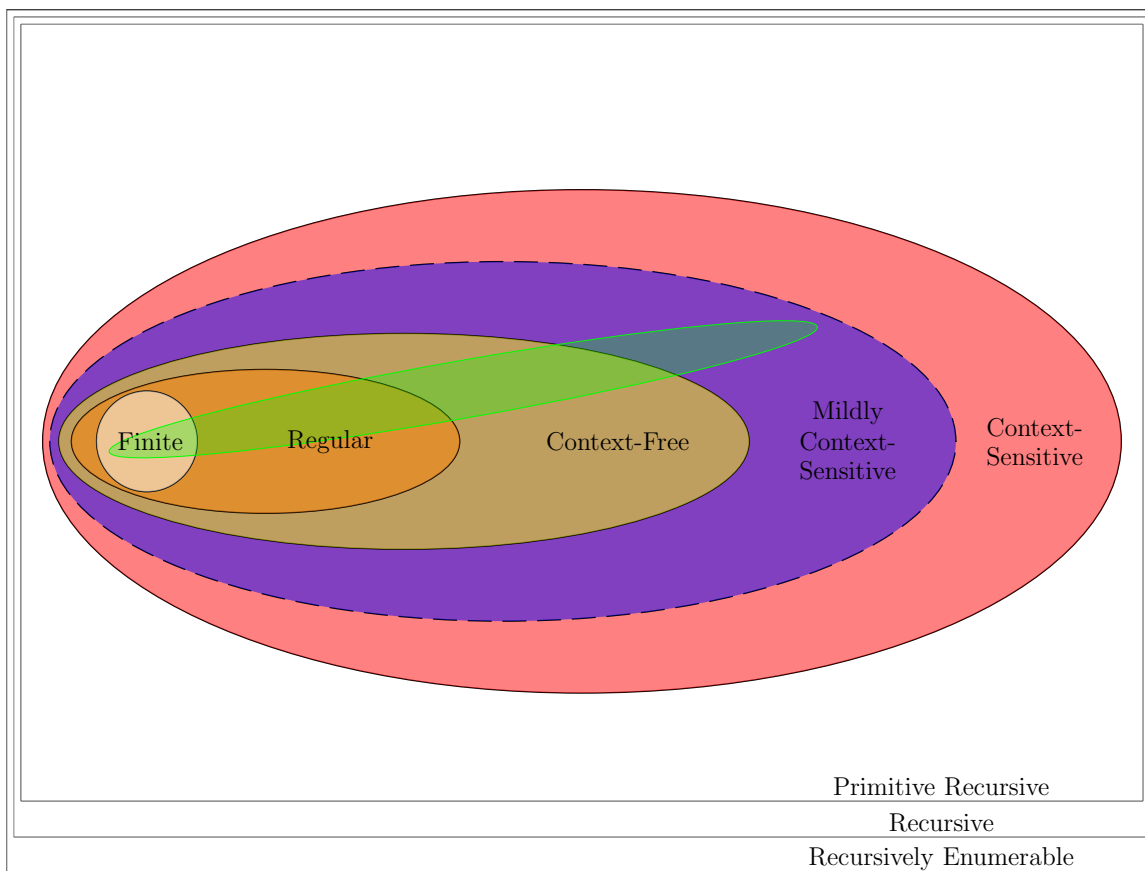 Finite
Regular
Context-Free
Mildly
Context-
Sensitive
Context-
Sensitive
Primitive Recursive
Recursive
Recursively Enumerable